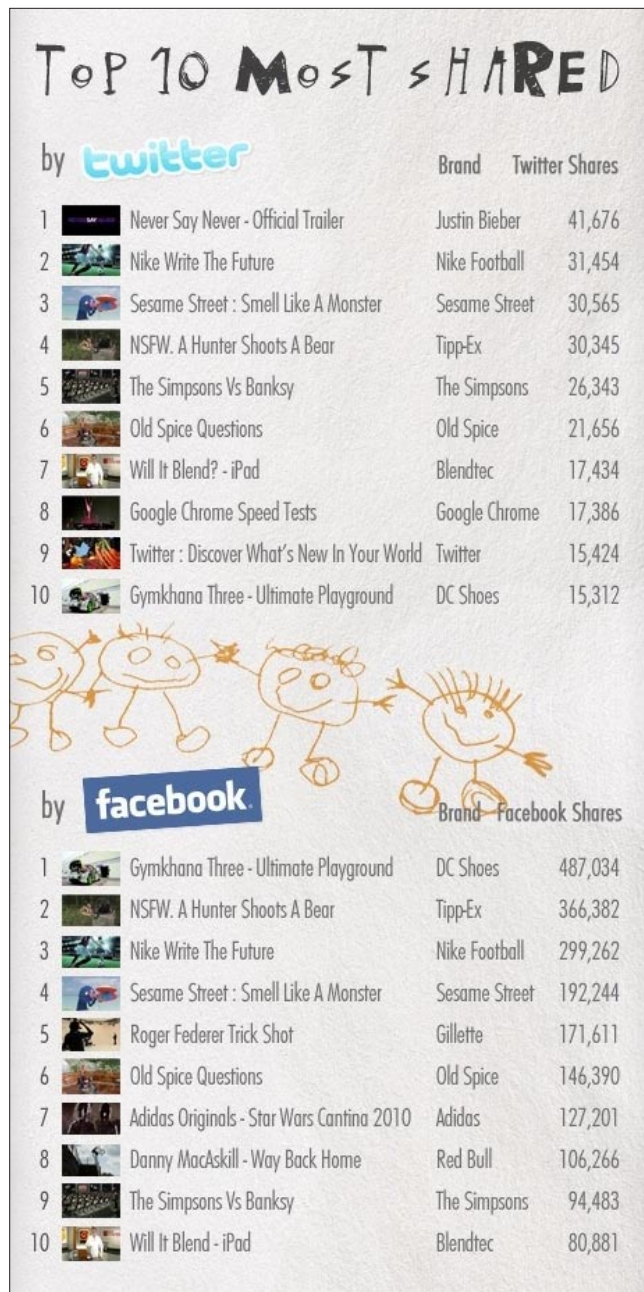 TOP 10 MOST SHARED
by twitter Brand Twitter Shares
1 Never Say Never - Official Trailer Justin Bieber 41,676
2 Nike Write The Future Nike Football 31,454
3 Sesame Street : Smell Like A Monster Sesame Street 30,565
4 NSFW. A Hunter Shoots A Bear Tipp-Ex 30,345
5 The Simpsons Vs Banksy The Simpsons 26,343
6 Old Spice Questions Old Spice 21,656
7 Will It Blend? - iPad Blendtec 17,434
8 Google Chrome Speed Tests Google Chrome 17,386
9 Twitter : Discover What's New In Your World Twitter 15,424
10 Gymkhana Three - Ultimate Playground DC Shoes 15,312
by facebook Brand Facebook Shares
1 Gymkhana Three - Ultimate Playground DC Shoes 487,034
2 NSFW. A Hunter Shoots A Bear Tipp-Ex 366,382
3 Nike Write The Future Nike Football 299,262
4 Sesame Street : Smell Like A Monster Sesame Street 192,244
5 Roger Federer Trick Shot Gillette 171,611
6 Old Spice Questions Old Spice 146,390
7 Adidas Originals - Star Wars Cantina 2010 Adidas 127,201
8 Danny MacAskill - Way Back Home Red Bull 106,266
9 The Simpsons Vs Banksy The Simpsons 94,483
10 Will It Blend - iPad Blendtec 80,881